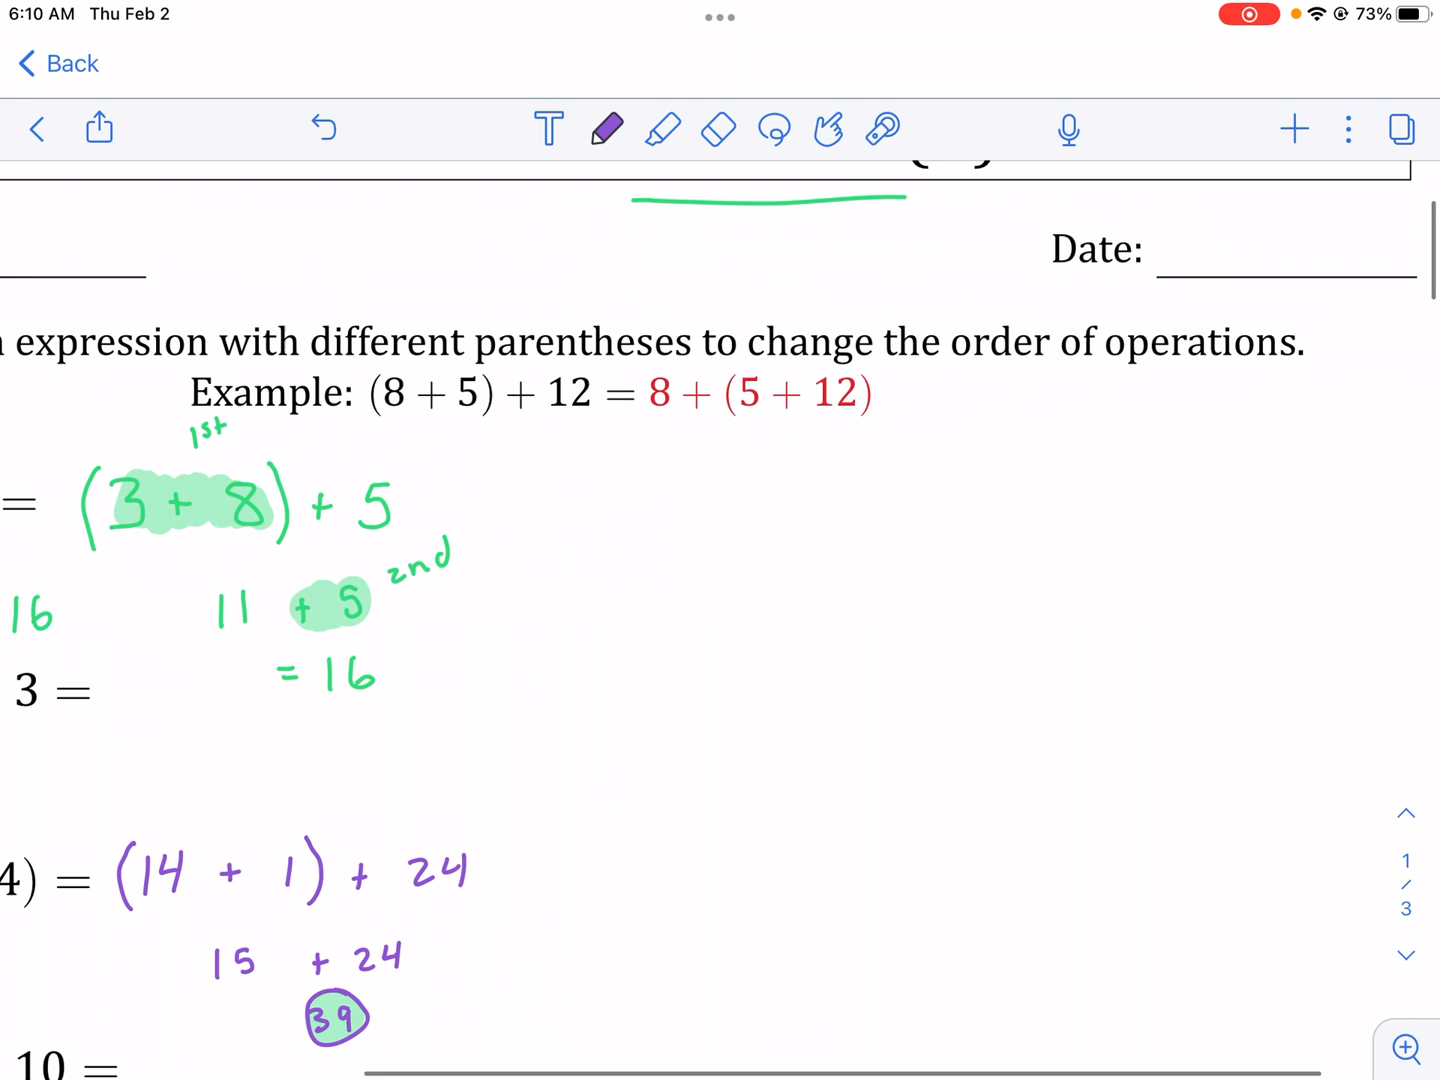 6:10 AM Thu Feb 2
73%
Back
T
Date:
expression with different parentheses to change the order of operations.
Example: (8 + 5) + 12 = 8 + (5 + 12)
1st
= (3 + 8) + 5
2nd
16 11 + 5
= 16
3 =
1
/
3
4) = (14 + 1) + 24
15 + 24
39
10 =